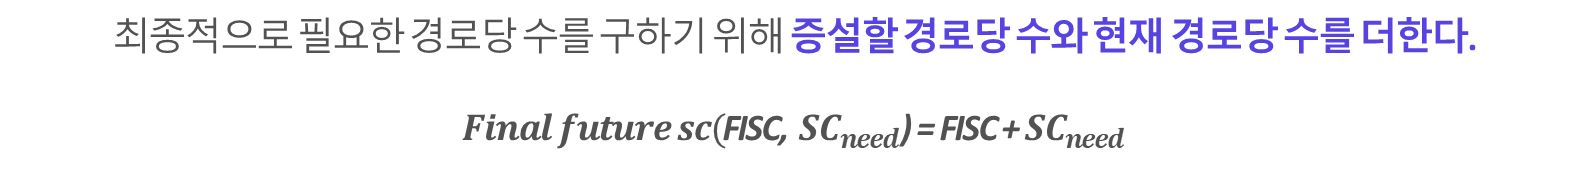 최종적으로 필요한 경로당 수를 구하기 위해 증설할 경로당 수와 현재 경로당 수를 더한다.
Final future sc(FISC, SC_need) = FISC + SC_need